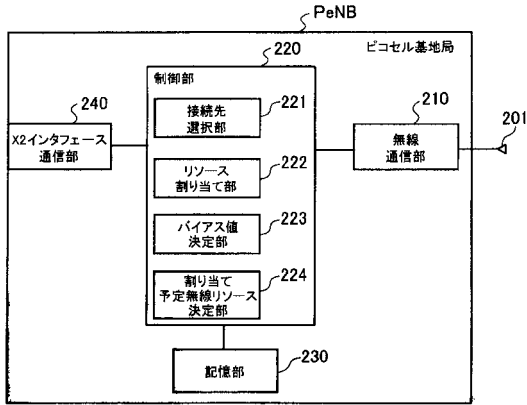 PeNB
ピコセル基地局
220
制御部
240
X2インタフェース
通信部
221
接続先
選択部
222
リソース
割り当て部
223
バイアス値
決定部
224
割り当て
予定無線リソース
決定部
210
無線
通信部
201
230
記憶部